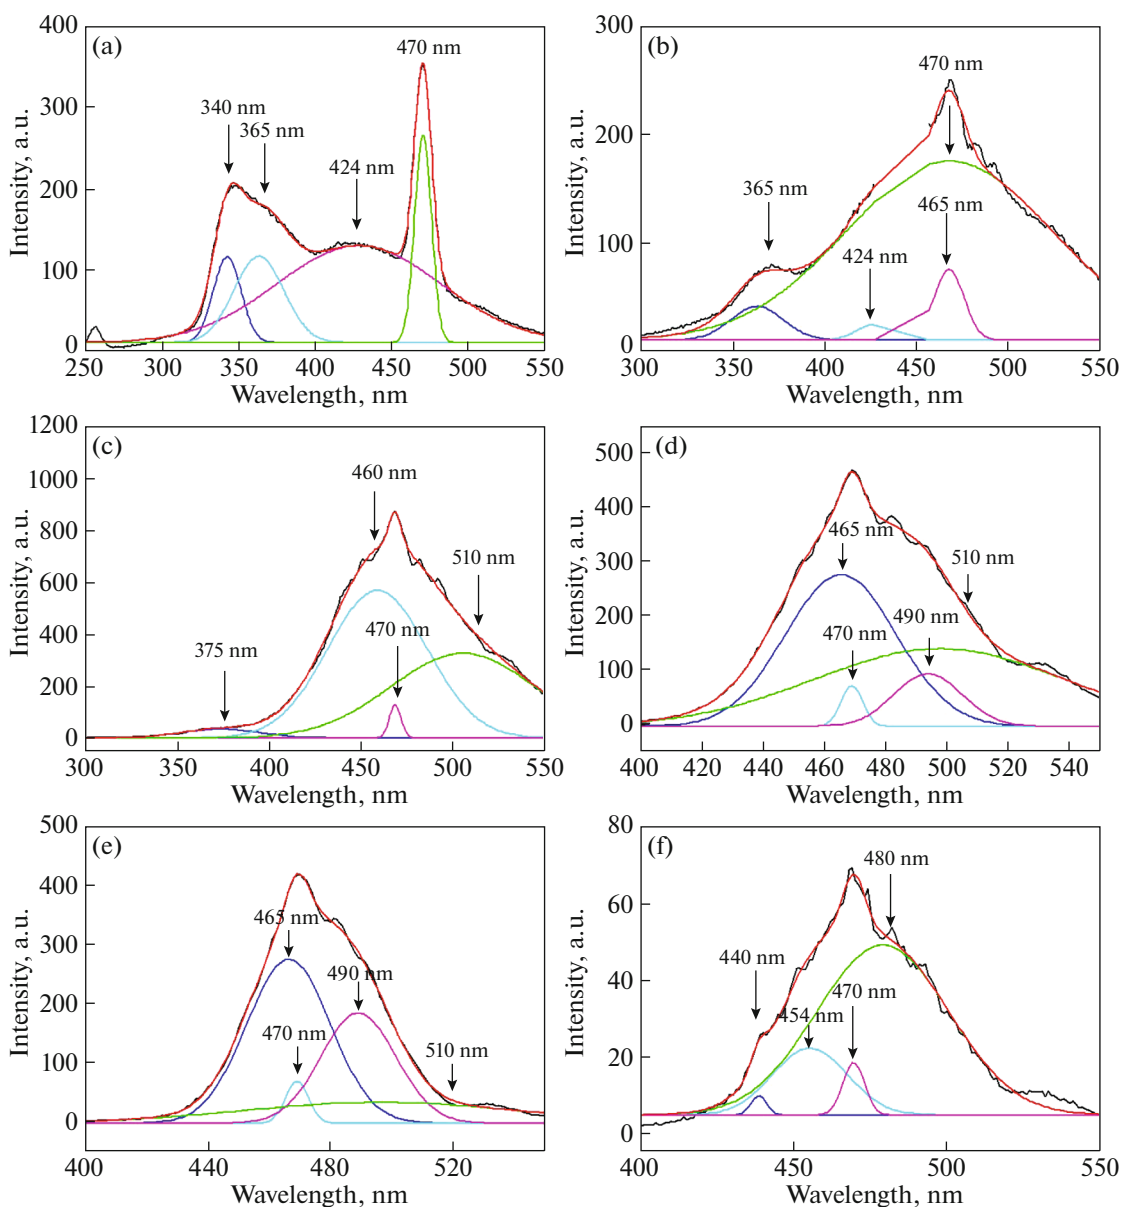 (a)
400
300
200
100
0
250 300 350 400 450 500 550
Intensity, a.u.
Wavelength, nm
340 nm
365 nm
424 nm
470 nm
(b)
300
200
100
0
300 350 400 450 500 550
Intensity, a.u.
Wavelength, nm
365 nm
424 nm
470 nm
465 nm
(c)
1200
1000
800
600
400
200
0
300 350 400 450 500 550
Intensity, a.u.
Wavelength, nm
375 nm
460 nm
470 nm
510 nm
(d)
500
400
300
200
100
0
400 420 440 460 480 500 520 540
Intensity, a.u.
Wavelength, nm
465 nm
470 nm
490 nm
510 nm
(e)
500
400
300
200
100
0
400 440 480 520
Intensity, a.u.
Wavelength, nm
465 nm
470 nm
490 nm
510 nm
(f)
80
60
40
20
0
400 450 500 550
Intensity, a.u.
Wavelength, nm
440 nm
454 nm
470 nm
480 nm